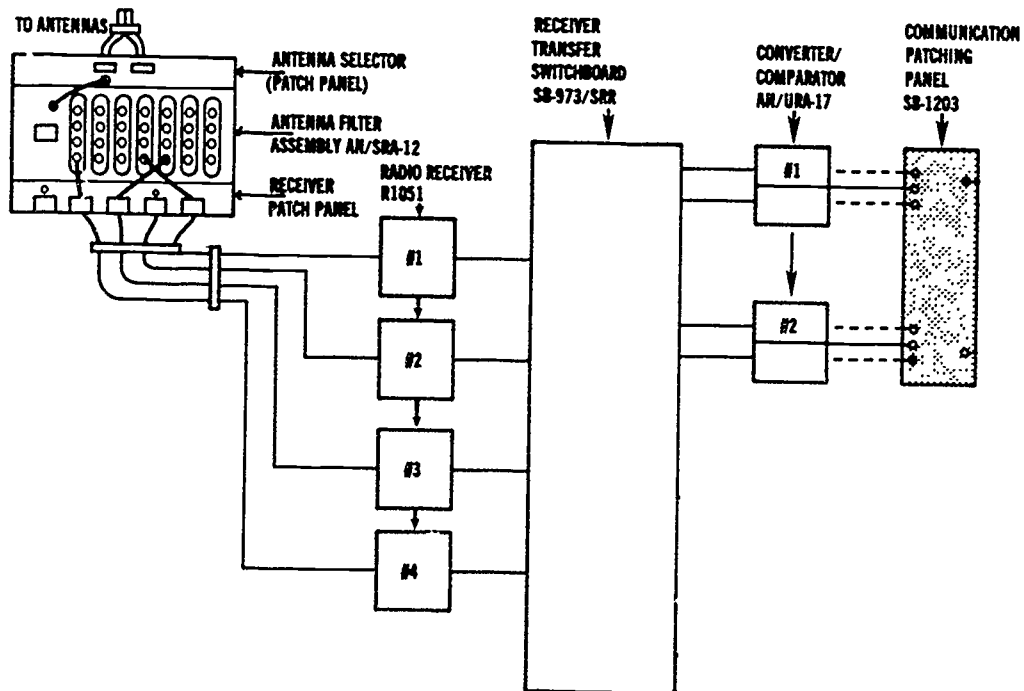 TO ANTENNAS
ANTENNA SELECTOR
(PATCH PANEL)
ANTENNA FILTER
ASSEMBLY AN/SRA-12
RECEIVER
PATCH PANEL
RADIO RECEIVER
R1051
#1
#2
#3
#4
RECEIVER
TRANSFER
SWITCHBOARD
SB-973/SRR
CONVERTER/
COMPARATOR
AN/URA-17
#1
#2
COMMUNICATION
PATCHING
PANEL
SB-1203